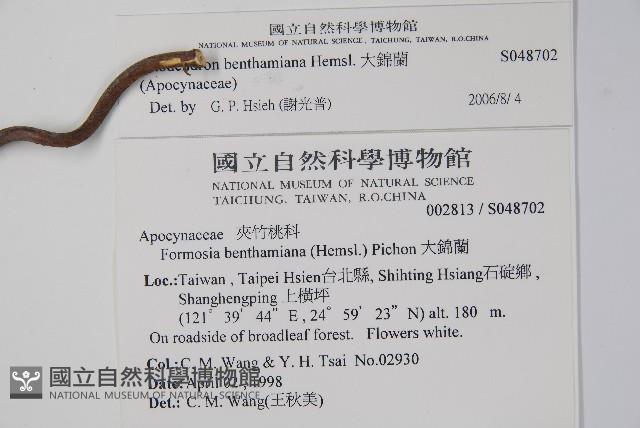 國立自然科學博物館
NATIONAL MUSEUM OF NATURAL SCIENCE, TAICHUNG, TAIWAN, R.O.CHINA
benthamiana Hemsl. 大錦蘭 S048702
(Apocynaceae)
Det. by G. P. Hsieh (謝光普) 2006/8/ 4
國立自然科學博物館
NATIONAL MUSEUM OF NATURAL SCIENCE
TAICHUNG, TAIWAN, R.O.CHINA
002813 / S048702
Apocynaceae 夾竹桃科
Formosia benthamiana (Hemsl.) Pichon 大錦蘭
Loc.:Taiwan , Taipei Hsien台北縣, Shihting Hsiang石碇鄉 ,
Shanghengping 上橫坪
(121° 39′ 44” E , 24° 59′ 23” N) alt. 180 m.
On roadside of broadleaf forest. Flowers white.
Col.: C. M. Wang & Y. H. Tsai No.02930
Date: April 02 , 1998
Det.: C. M. Wang(王秋美)
國立自然科學博物館
NATIONAL MUSEUM OF NATURAL SCIENCE